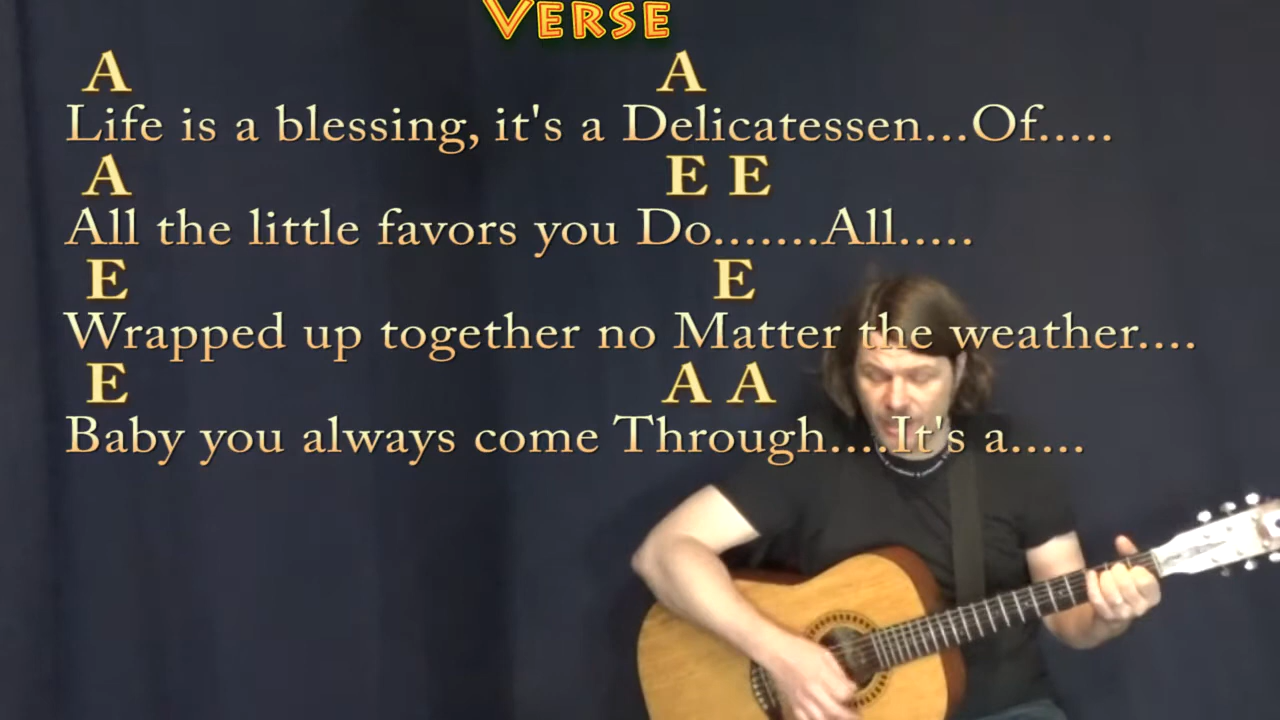 VERSE
A A
Life is a blessing, it's a Delicatessen...Of.....
A E E
All the little favors you Do.......All.....
E E
Wrapped up together no Matter the weather....
E A A
Baby you always come Through....It's a.....